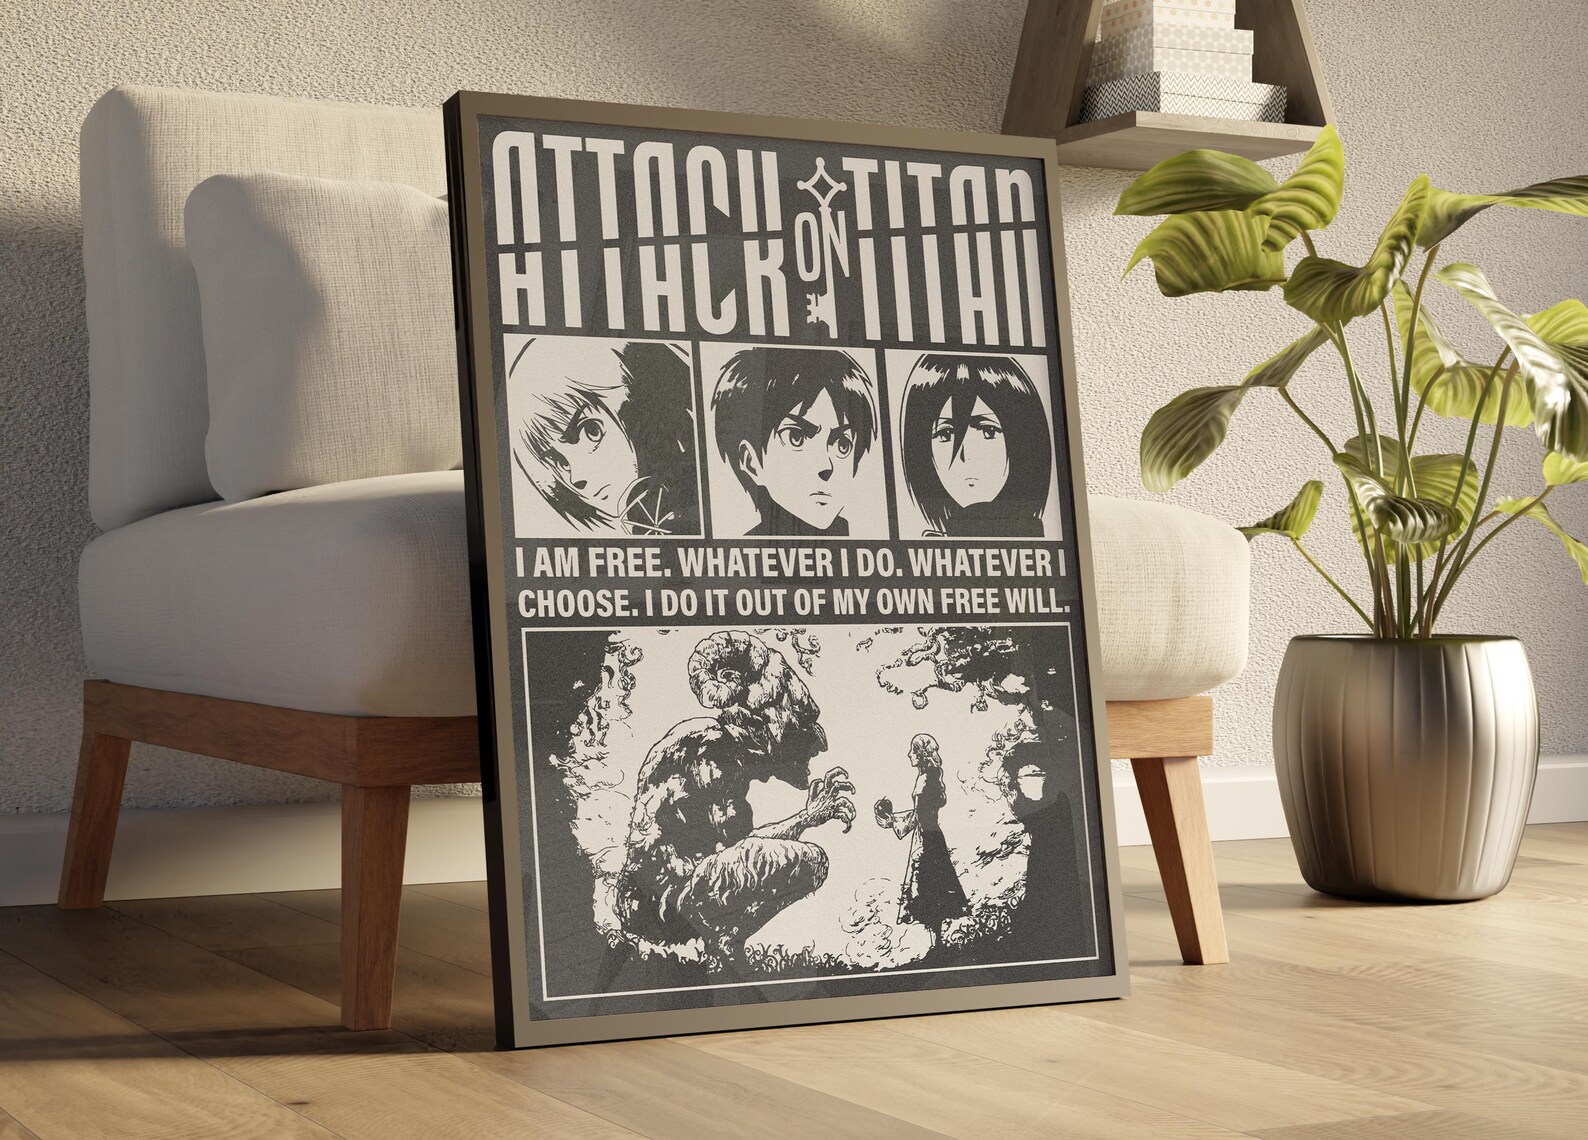 ATTACK ON TITAN
I AM FREE. WHATEVER I DO. WHATEVER I
CHOOSE. I DO IT OUT OF MY OWN FREE WILL.